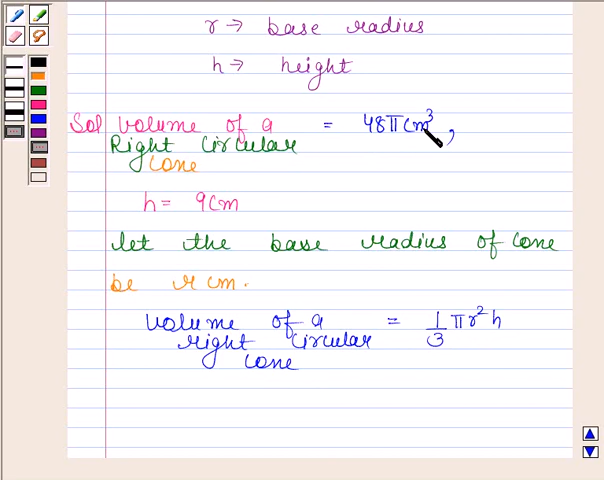 r → base radius
h → height
Sol Volume of a = 48π cm³,
Right Circular
Cone
h = 9cm
let the base radius of cone
be r cm.
Volume of a = 1/3 πr² h
right circular
cone